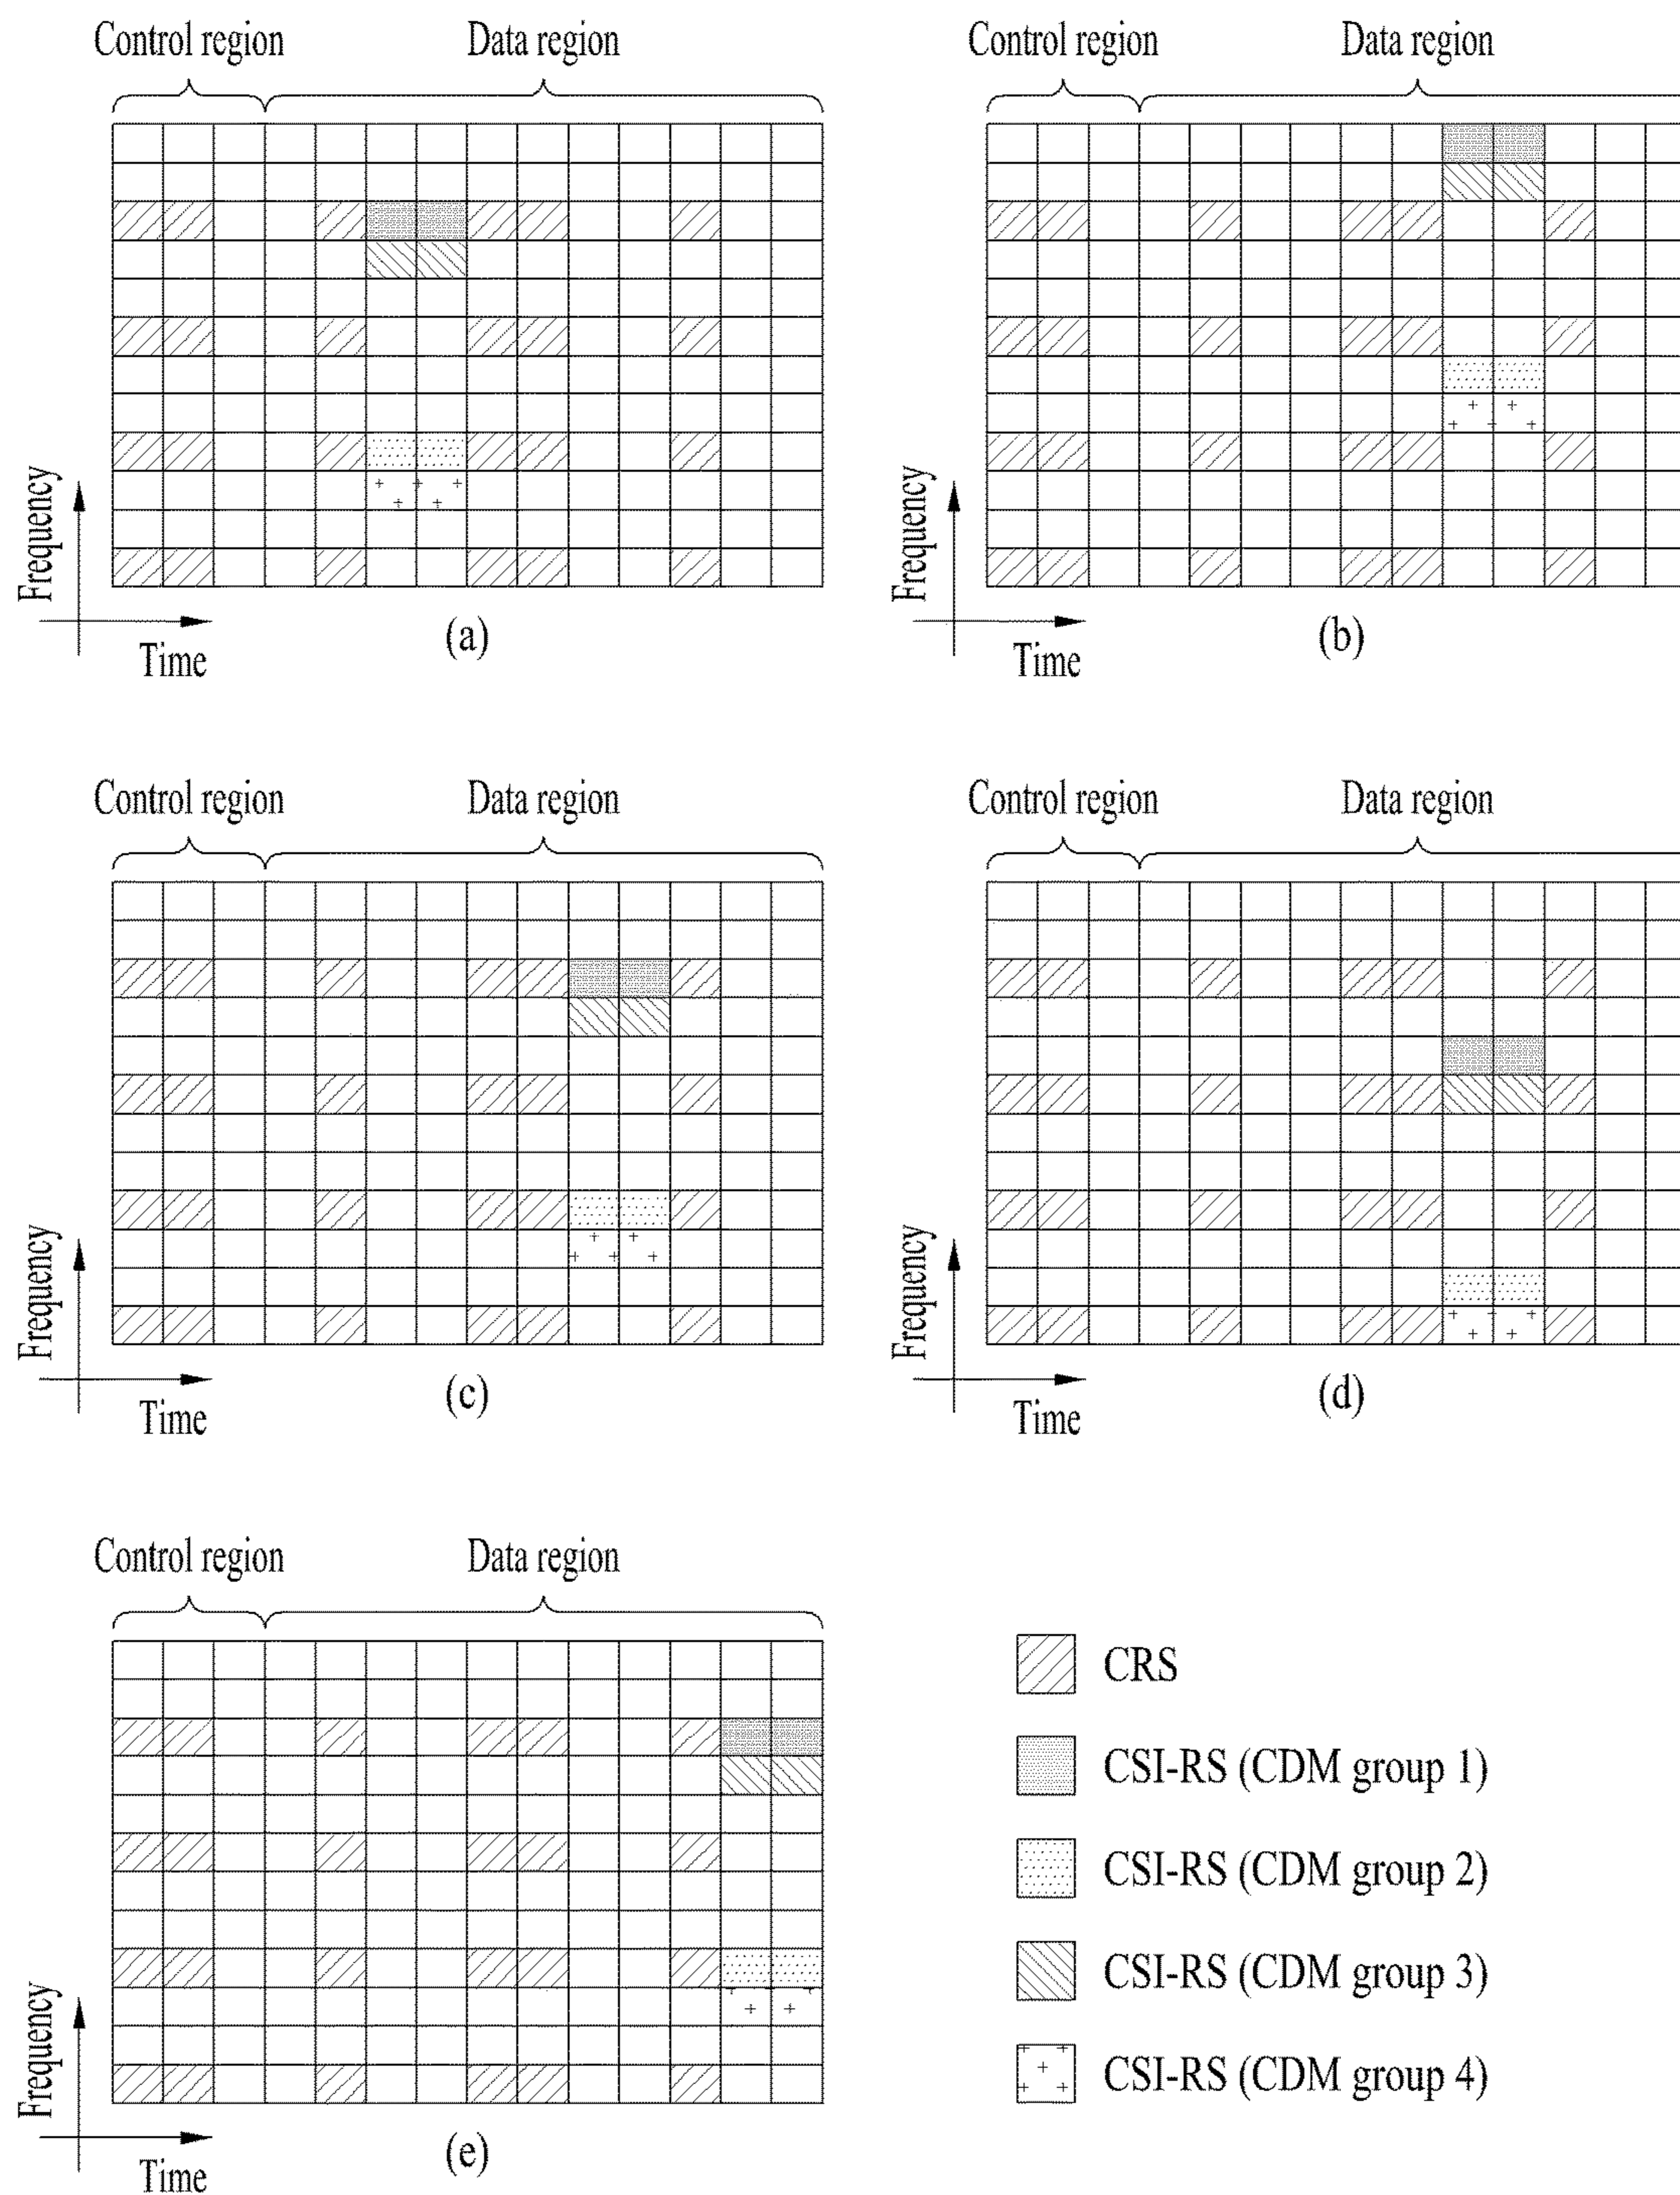 Control region
Data region
Control region
Data region
Frequency
Time
(a)
Frequency
Time
(b)
Control region
Data region
Control region
Data region
Frequency
Time
(c)
Frequency
Time
(d)
Control region
Data region
Frequency
Time
(e)
CRS
CSI-RS (CDM group 1)
CSI-RS (CDM group 2)
CSI-RS (CDM group 3)
CSI-RS (CDM group 4)